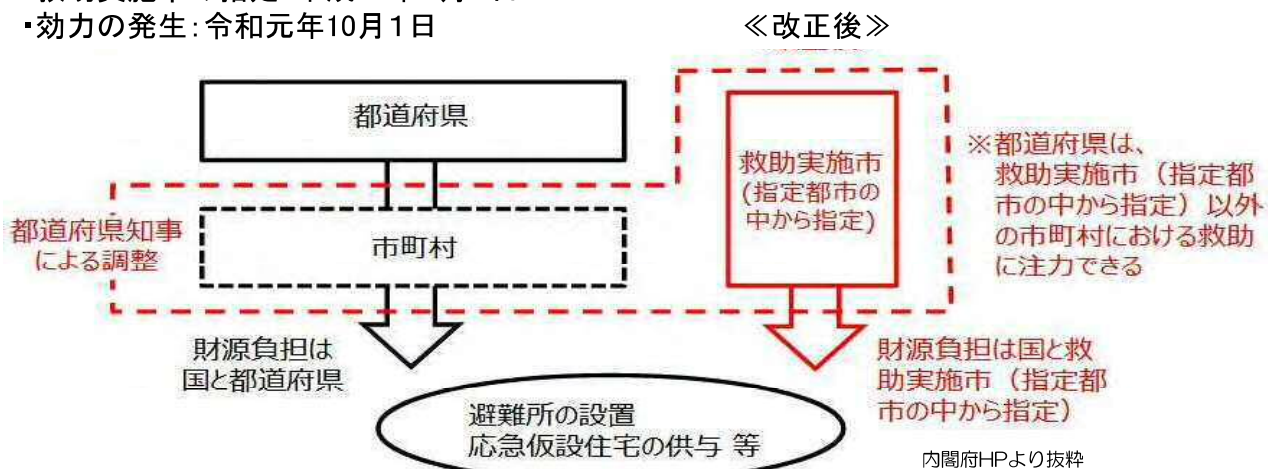 ・効力の発生：令和元年10月１日
≪改正後≫
都道府県
救助実施市
(指定都市の
中から指定)
※都道府県は、
救助実施市（指定都
市の中から指定）以外
の市町村における救助
に注力できる
都道府県知事
による調整
市町村
財源負担は
国と都道府県
財源負担は国と救
助実施市（指定都
市の中から指定）
避難所の設置
応急仮設住宅の供与 等
内閣府HPより抜粋